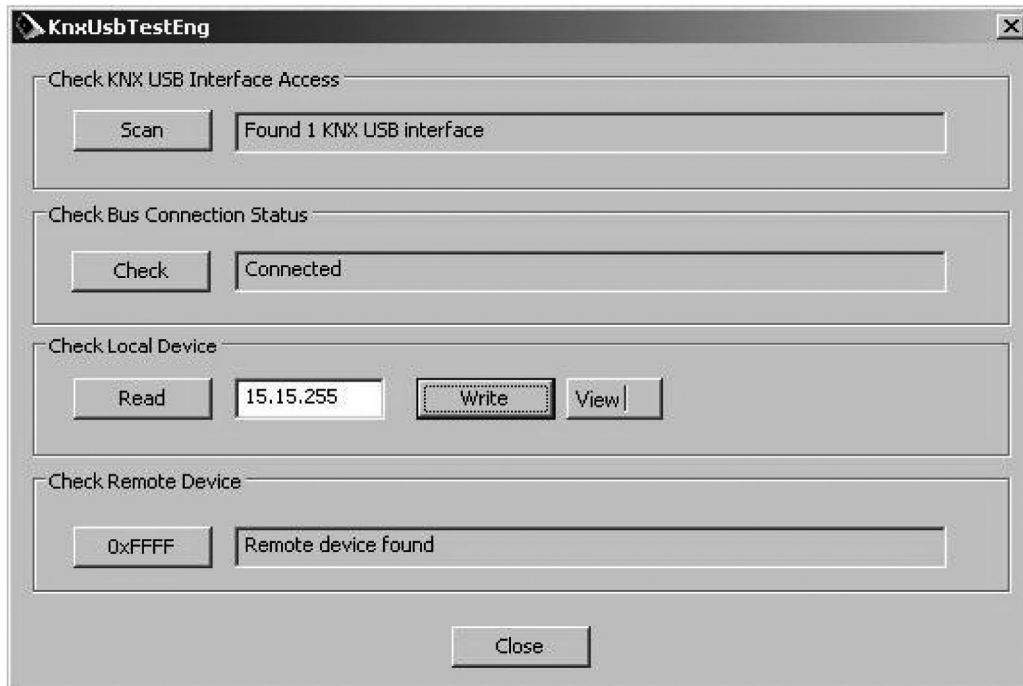 KnxUsbTestEng
Check KNX USB Interface Access
Scan Found 1 KNX USB interface
Check Bus Connection Status
Check Connected
Check Local Device
Read 15.15.255 Write View
Check Remote Device
0xFFFF Remote device found
Close